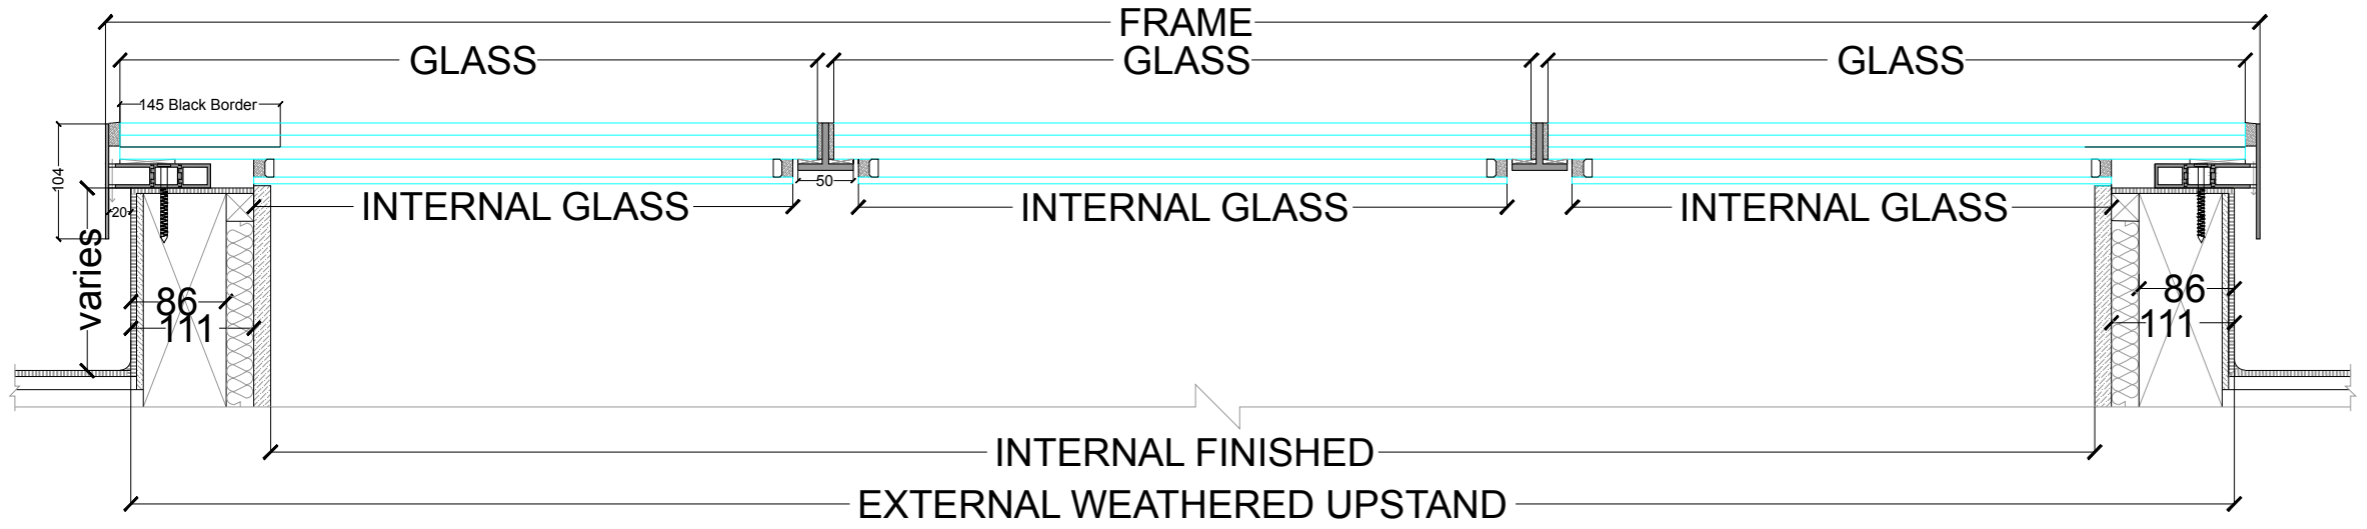 FRAME
GLASS GLASS GLASS
145 Black Border
104
50
20
INTERNAL GLASS INTERNAL GLASS INTERNAL GLASS
varies
86 86
111 111
INTERNAL FINISHED
EXTERNAL WEATHERED UPSTAND